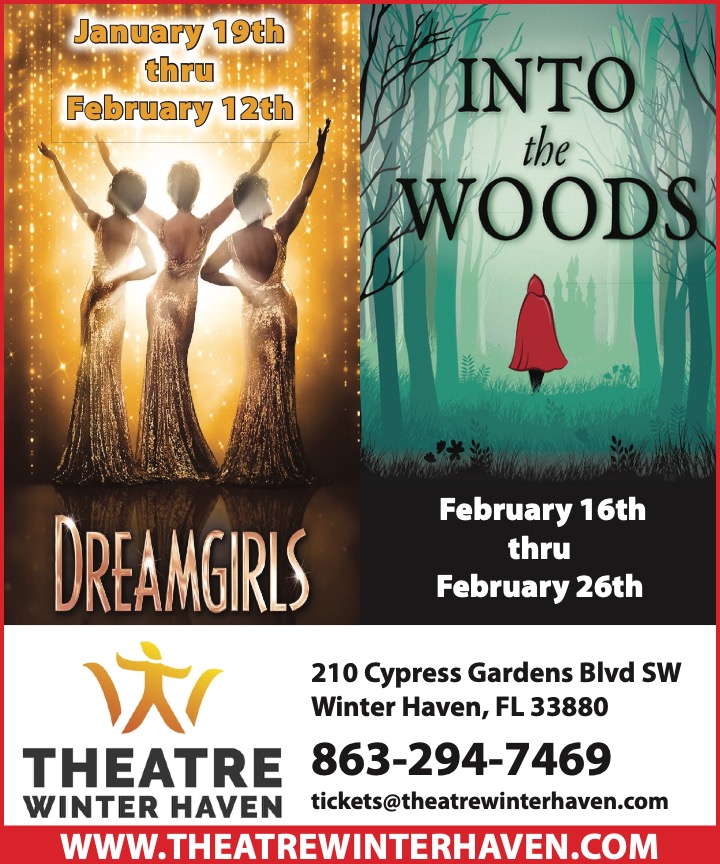 January 19th
thru
February 12th
DREAMGIRLS
INTO
the
WOODS
February 16th
thru
February 26th
THEATRE
WINTER HAVEN
210 Cypress Gardens Blvd SW
Winter Haven, FL 33880
863-294-7469
tickets@theatrewinterhaven.com
WWW.THEATREWINTERHAVEN.COM